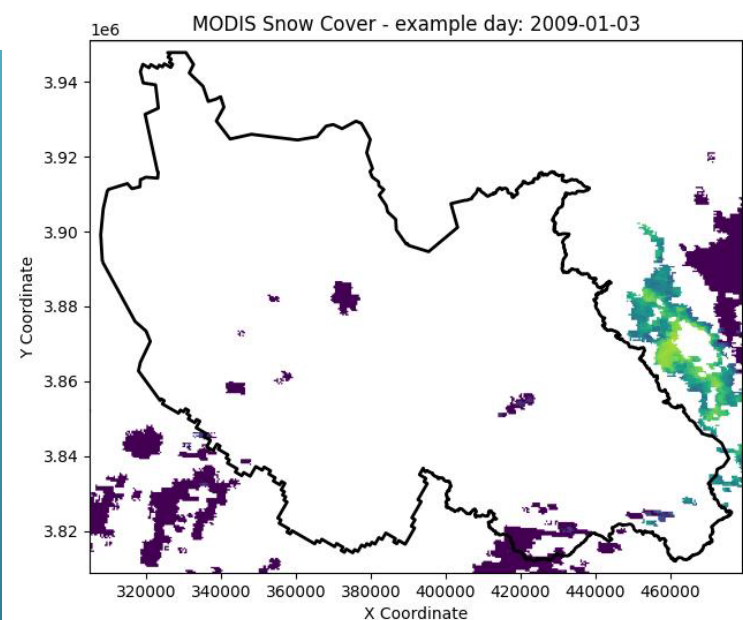 MODIS Snow Cover - example day: 2009-01-03
1e6
3.94
3.92
3.90
3.88
3.86
3.84
3.82
Y Coordinate
320000 340000 360000 380000 400000 420000 440000 460000
X Coordinate